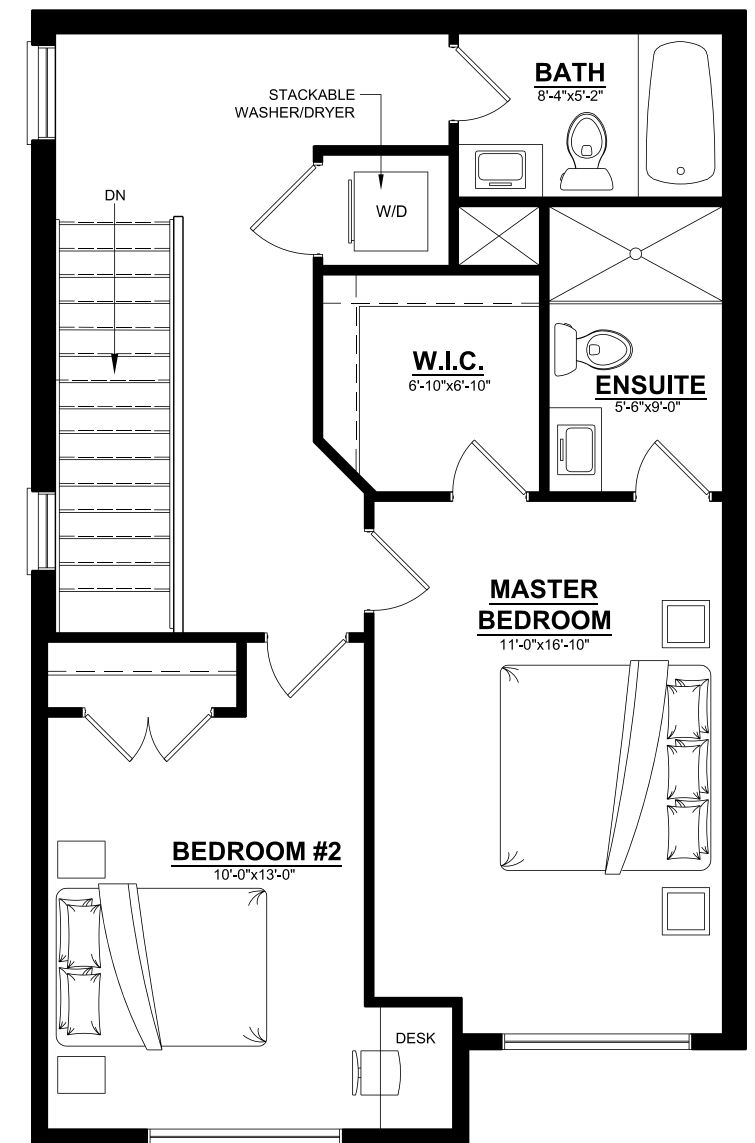 BATH
8'-4"x5'-2"
STACKABLE
WASHER/DRYER
DN
W/D
W.I.C.
6'-10"x6'-10"
ENSUITE
5'-6"x9'-0"
MASTER
BEDROOM
11'-0"x16'-10"
BEDROOM #2
10'-0"x13'-0"
DESK